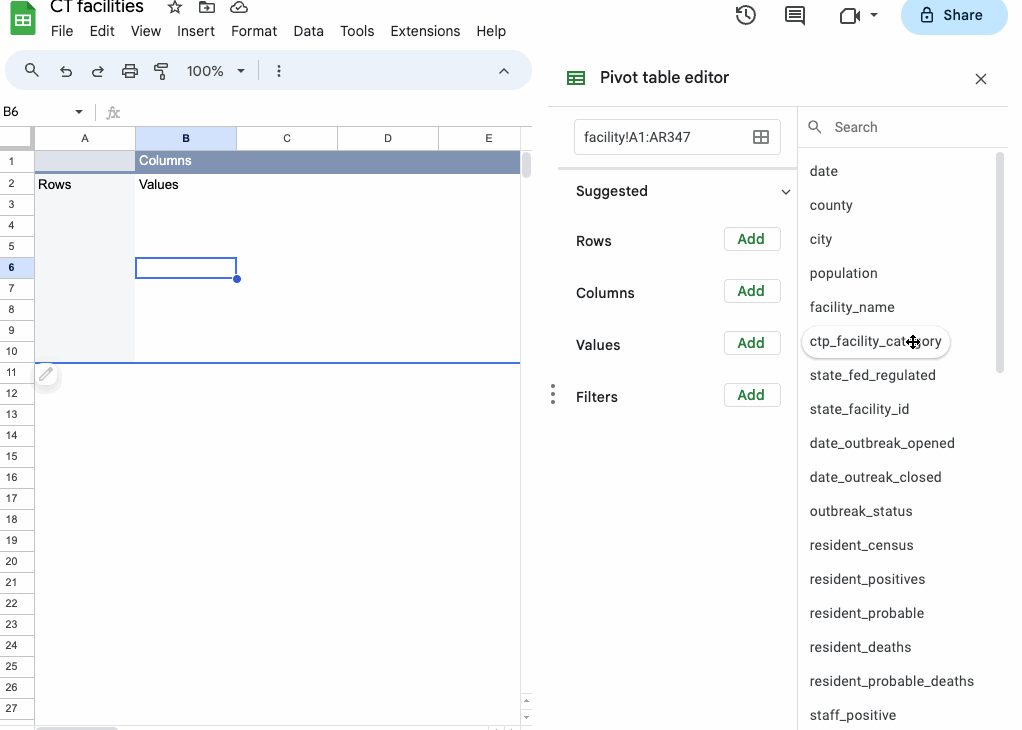 CT facilities
File Edit View Insert Format Data Tools Extensions Help
Share
100%
B6
fx
A B C D E
1 Columns
2 Rows Values
3
4
5
6
7
8
9
10
11
12
13
14
15
16
17
18
19
20
21
22
23
24
25
26
27
Pivot table editor
facility!A1:AR347
Suggested
Rows Add
Columns Add
Values Add
Filters Add
Search
date
county
city
population
facility_name
ctp_facility_category
state_fed_regulated
state_facility_id
date_outbreak_opened
date_outreak_closed
outbreak_status
resident_census
resident_positives
resident_probable
resident_deaths
resident_probable_deaths
staff_positive